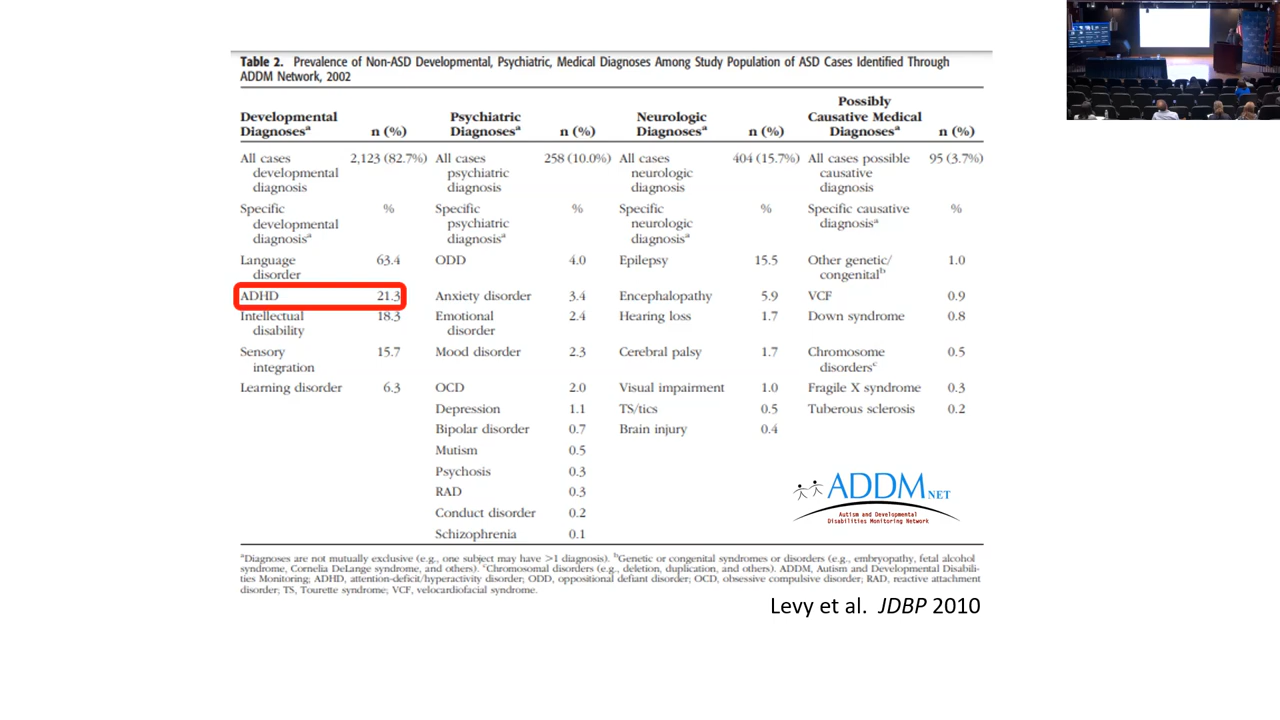 Table 2. Prevalence of Non-ASD Developmental, Psychiatric, Medical Diagnoses Among Study Population of ASD Cases Identified Through
ADDM Network, 2002
Developmental Diagnosesᵃ n (%) Psychiatric Diagnosesᵃ n (%) Neurologic Diagnosesᵃ n (%) Possibly Causative Medical Diagnosesᵃ n (%)
All cases developmental diagnosis 2,123 (82.7%) All cases psychiatric diagnosis 258 (10.0%) All cases neurologic diagnosis 404 (15.7%) All cases possible causative diagnosis 95 (3.7%)
Specific developmental diagnosisᵃ % Specific psychiatric diagnosisᵃ % Specific neurologic diagnosisᵃ % Specific causative diagnosisᵃ %
Language disorder 63.4 ODD 4.0 Epilepsy 15.5 Other genetic/ congenitalᵇ 1.0
ADHD 21.3 Anxiety disorder 3.4 Encephalopathy 5.9 VCF 0.9
Intellectual disability 18.3 Emotional disorder 2.4 Hearing loss 1.7 Down syndrome 0.8
Sensory integration 15.7 Mood disorder 2.3 Cerebral palsy 1.7 Chromosome disordersᶜ 0.5
Learning disorder 6.3 OCD 2.0 Visual impairment 1.0 Fragile X syndrome 0.3
Depression 1.1 TS/tics 0.5 Tuberous sclerosis 0.2
Bipolar disorder 0.7 Brain injury 0.4
Mutism 0.5
Psychosis 0.3
RAD 0.3
Conduct disorder 0.2
Schizophrenia 0.1
ADDM NET
Autism and Developmental
Disabilities Monitoring Network
ᵃDiagnoses are not mutually exclusive (e.g., one subject may have >1 diagnosis). ᵇGenetic or congenital syndromes or disorders (e.g., embryopathy, fetal alcohol
syndrome, Cornelia DeLange syndrome, and others). ᶜChromosomal disorders (e.g., deletion, duplication, and others). ADDM, Autism and Developmental Disabili-
ties Monitoring; ADHD, attention-deficit/hyperactivity disorder; ODD, oppositional defiant disorder; OCD, obsessive compulsive disorder; RAD, reactive attachment
disorder; TS, Tourette syndrome; VCF, velocardiofacial syndrome.
Levy et al. JDBP 2010